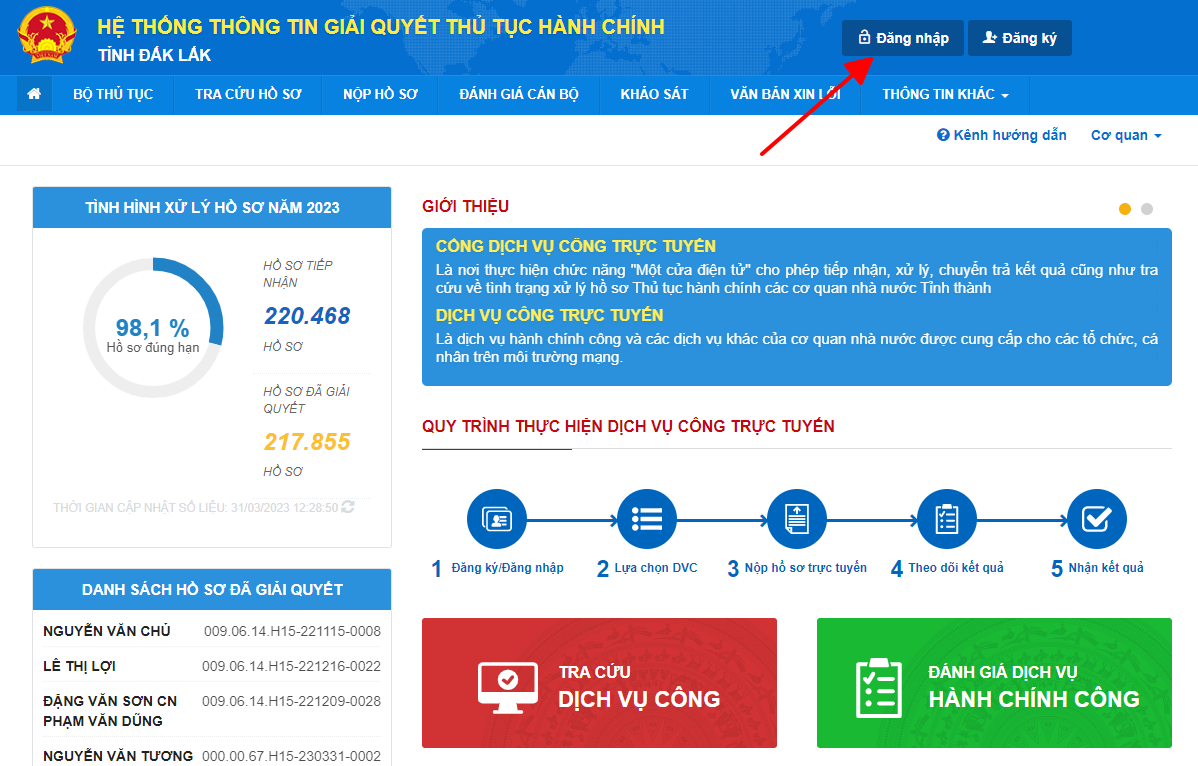 HỆ THỐNG THÔNG TIN GIẢI QUYẾT THỦ TỤC HÀNH CHÍNH
TỈNH ĐẮK LẮK
Đăng nhập
Đăng ký
BỘ THỦ TỤC
TRA CỨU HỒ SƠ
NỘP HỒ SƠ
ĐÁNH GIÁ CÁN BỘ
KHẢO SÁT
VĂN BẢN XIN LỖI
THÔNG TIN KHÁC
Kênh hướng dẫn
Cơ quan
TÌNH HÌNH XỬ LÝ HỒ SƠ NĂM 2023
98,1 %
Hồ sơ đúng hạn
HỒ SƠ TIẾP
NHẬN
220.468
HỒ SƠ
HỒ SƠ ĐÃ GIẢI
QUYẾT
217.855
HỒ SƠ
THỜI GIAN CẬP NHẬT SỐ LIỆU: 31/03/2023 12:28:50
DANH SÁCH HỒ SƠ ĐÃ GIẢI QUYẾT
NGUYỄN VĂN CHỦ 009.06.14.H15-221115-0008
LÊ THỊ LỢI 009.06.14.H15-221216-0022
ĐẶNG VĂN SƠN CN 009.06.14.H15-221209-0028
PHẠM VĂN DŨNG
NGUYỄN VĂN TƯƠNG 000.00.67.H15-230331-0002
GIỚI THIỆU
CỔNG DỊCH VỤ CÔNG TRỰC TUYẾN
Là nơi thực hiện chức năng "Một cửa điện tử" cho phép tiếp nhận, xử lý, chuyển trả kết quả cũng như tra
cứu về tình trạng xử lý hồ sơ Thủ tục hành chính các cơ quan nhà nước Tỉnh thành
DỊCH VỤ CÔNG TRỰC TUYẾN
Là dịch vụ hành chính công và các dịch vụ khác của cơ quan nhà nước được cung cấp cho các tổ chức, cá
nhân trên môi trường mạng.
QUY TRÌNH THỰC HIỆN DỊCH VỤ CÔNG TRỰC TUYẾN
1 Đăng ký/Đăng nhập
2 Lựa chọn DVC
3 Nộp hồ sơ trực tuyến
4 Theo dõi kết quả
5 Nhận kết quả
TRA CỨU
DỊCH VỤ CÔNG
ĐÁNH GIÁ DỊCH VỤ
HÀNH CHÍNH CÔNG